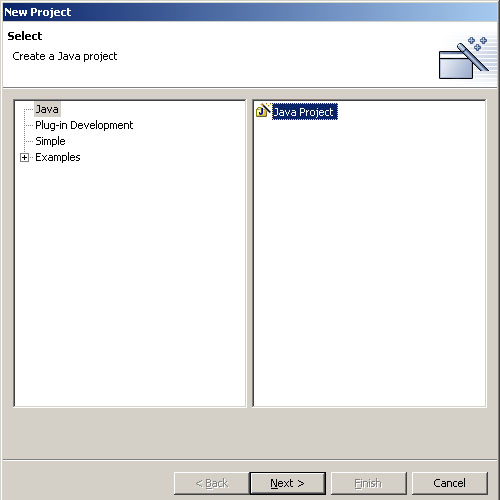 New Project
Select
Create a Java project
Java
Plug-in Development
Simple
Examples
Java Project
< Back
Next >
Finish
Cancel